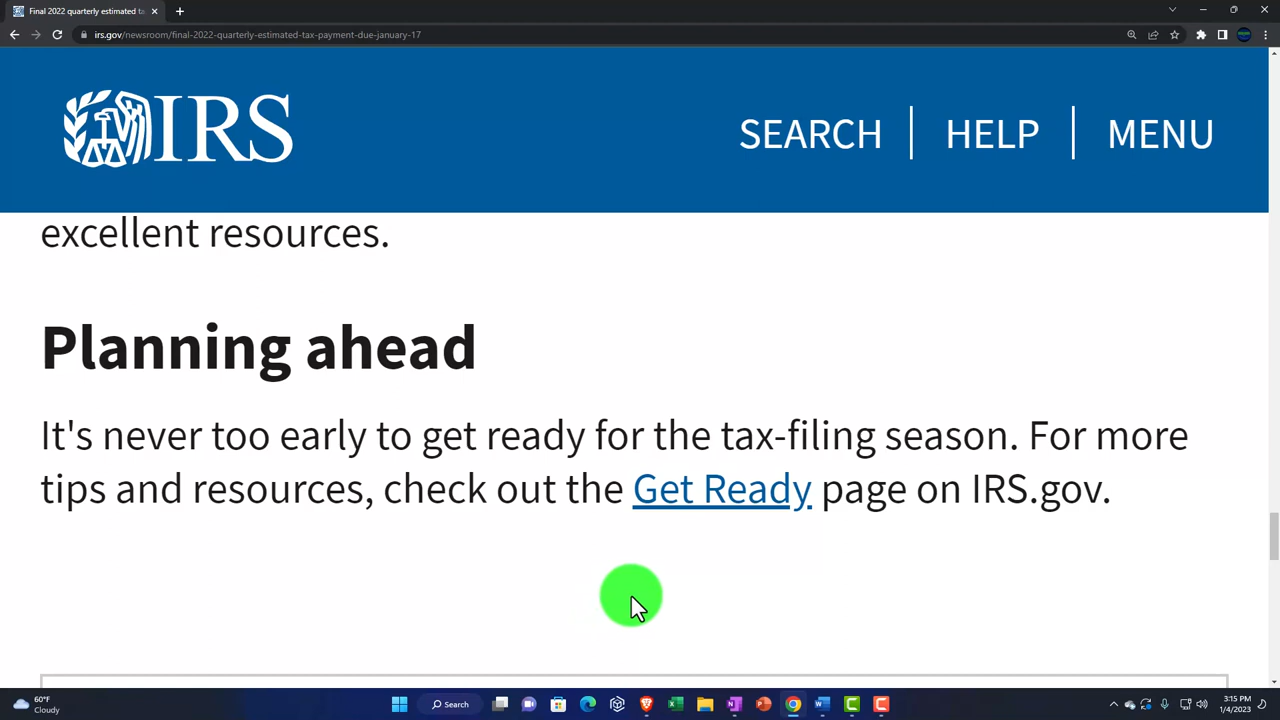 Final 2022 quarterly estimated ta
irs.gov/newsroom/final-2022-quarterly-estimated-tax-payment-due-january-17
IRS
SEARCH
HELP
MENU
excellent resources.
Planning ahead
It's never too early to get ready for the tax-filing season. For more
tips and resources, check out the Get Ready page on IRS.gov.
60°F
Cloudy
Search
3:15 PM
1/4/2023